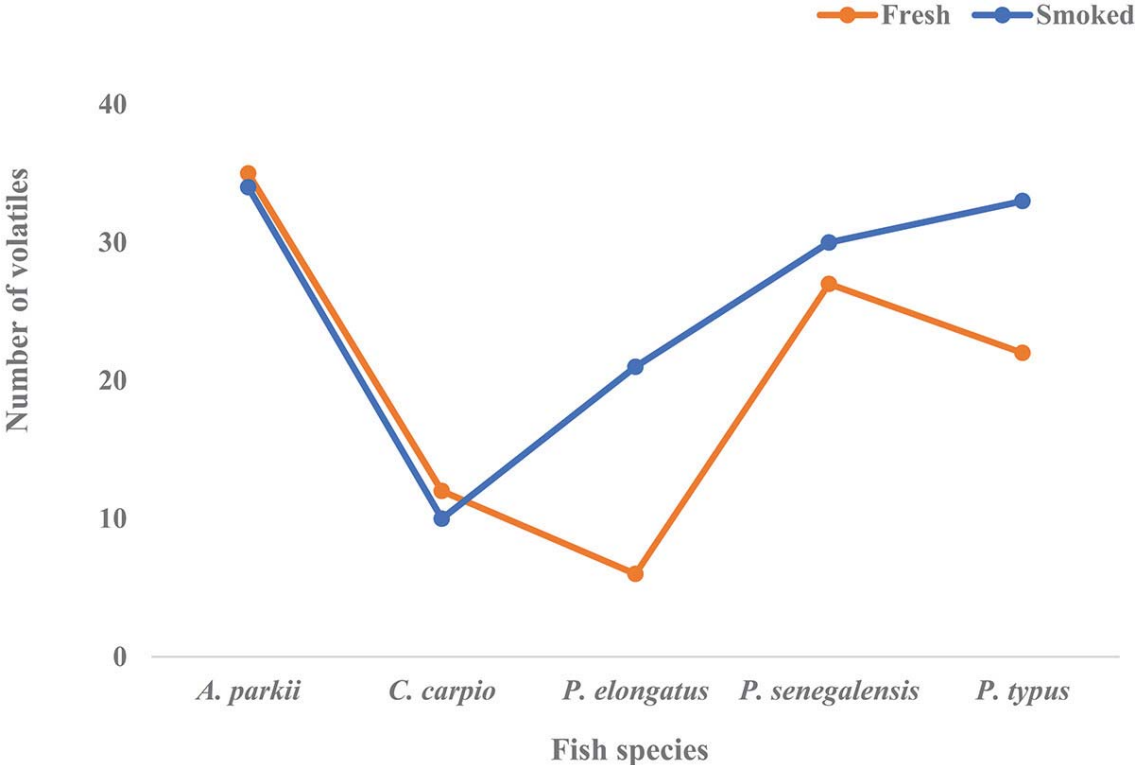 Fresh Smoked
40
30
20
10
0
Number of volatiles
A. parkii C. carpio P. elongatus P. senegalensis P. typus
Fish species